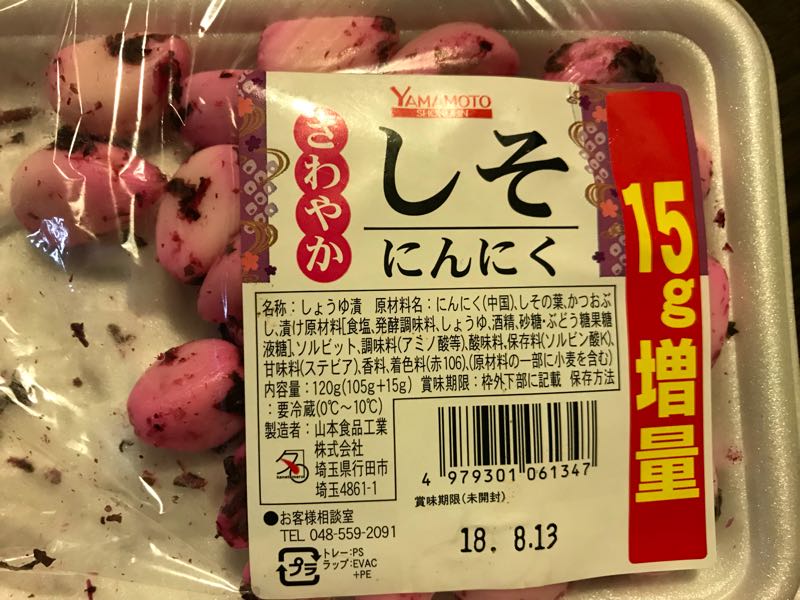 YAMAMOTO
SHOKUHIN
さわやか
しそ
にんにく
15g増量
名称：しょうゆ漬 原材料名：にんにく(中国)、しその葉、かつおぶ
し、漬け原材料[食塩、発酵調味料、しょうゆ、酒精、砂糖・ぶどう糖果糖
液糖]、ソルビット、調味料(アミノ酸等)、酸味料、保存料(ソルビン酸K)、
甘味料(ステビア)、香料、着色料(赤106)、(原材料の一部に小麦を含む)
内容量：120g(105g+15g) 賞味期限：枠外下部に記載 保存方法
：要冷蔵(0℃～10℃)
製造者：山本食品工業
株式会社
埼玉県行田市
埼玉4861-1
4 979301 061347
賞味期限(未開封)
18. 8.13
●お客様相談室
TEL 048-559-2091
プラ
トレー:PS
ラップ:EVAC
+PE